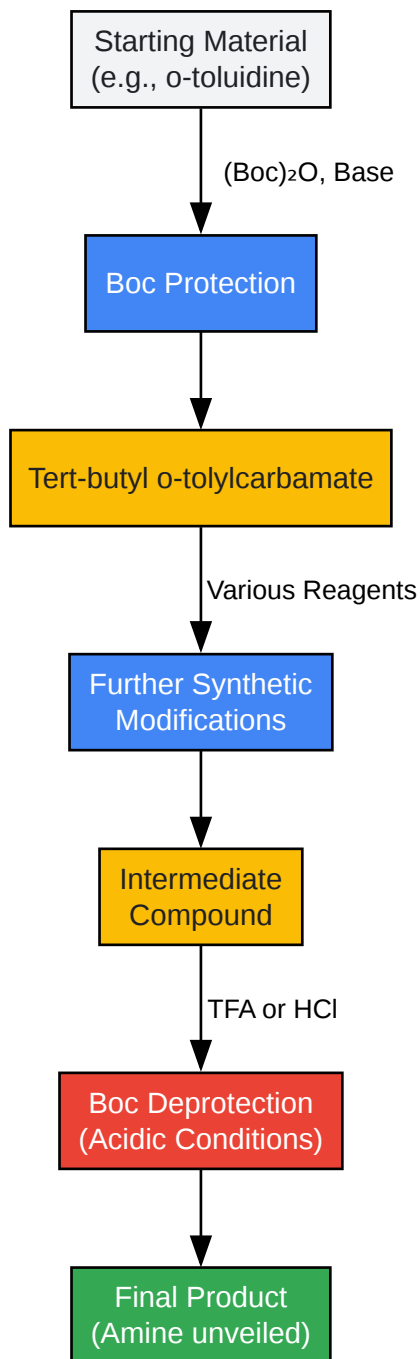 Starting Material
(e.g., o-toluidine)
(Boc)₂O, Base
Boc Protection
Tert-butyl o-tolylcarbamate
Various Reagents
Further Synthetic
Modifications
Intermediate
Compound
TFA or HCl
Boc Deprotection
(Acidic Conditions)
Final Product
(Amine unveiled)